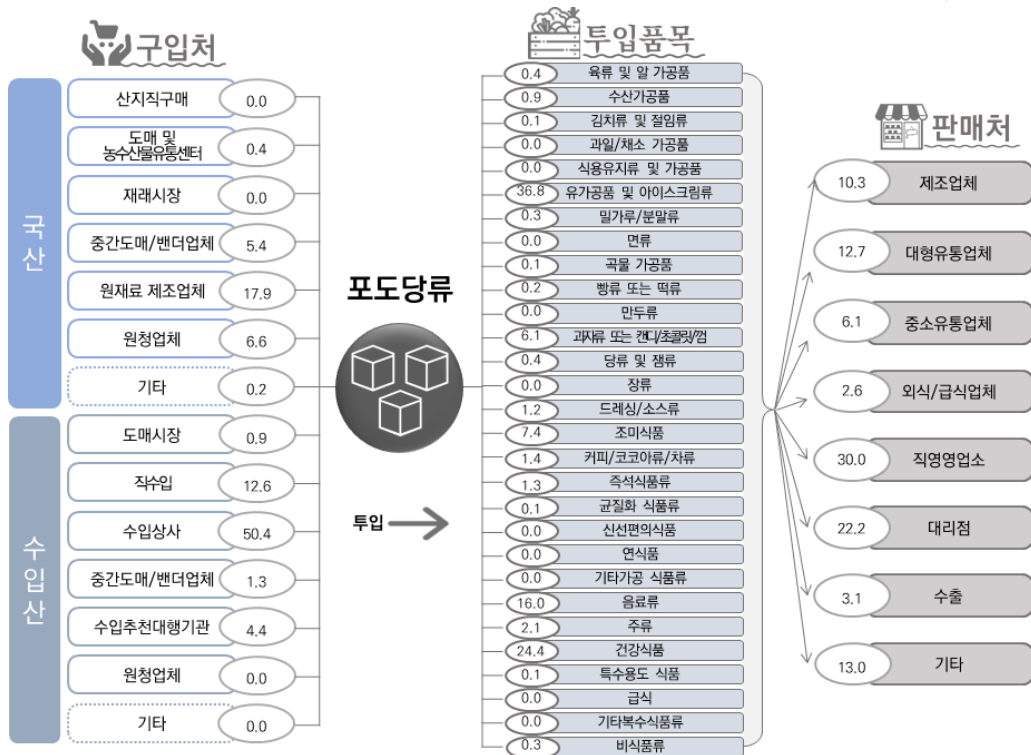 구입처
국산
산지직구매 0.0
도매 및
농수산물유통센터 0.4
재래시장 0.0
중간도매/밴더업체 5.4
원재료 제조업체 17.9
원청업체 6.6
기타 0.2
수입산
도매시장 0.9
직수입 12.6
수입상사 50.4
중간도매/밴더업체 1.3
수입추천대행기관 4.4
원청업체 0.0
기타 0.0
포도당류
투입
투입품목
0.4 육류 및 알 가공품
0.9 수산가공품
0.1 김치류 및 절임류
0.0 과일/채소 가공품
0.0 식용유지류 및 가공품
36.8 유가공품 및 아이스크림류
0.3 밀가루/분말류
0.0 면류
0.1 곡물 가공품
0.2 빵류 또는 떡류
0.0 만두류
6.1 과자류 또는 캔디/초콜릿/껌
0.4 당류 및 잼류
0.0 장류
1.2 드레싱/소스류
7.4 조미식품
1.4 커피/코코아류/차류
1.3 즉석식품류
0.1 균질화 식품류
0.0 신선편의식품
0.0 연식품
0.0 기타가공 식품류
16.0 음료류
2.1 주류
24.4 건강식품
0.1 특수용도 식품
0.0 급식
0.0 기타복수식품류
0.3 비식품류
판매처
10.3 제조업체
12.7 대형유통업체
6.1 중소유통업체
2.6 외식/급식업체
30.0 직영영업소
22.2 대리점
3.1 수출
13.0 기타